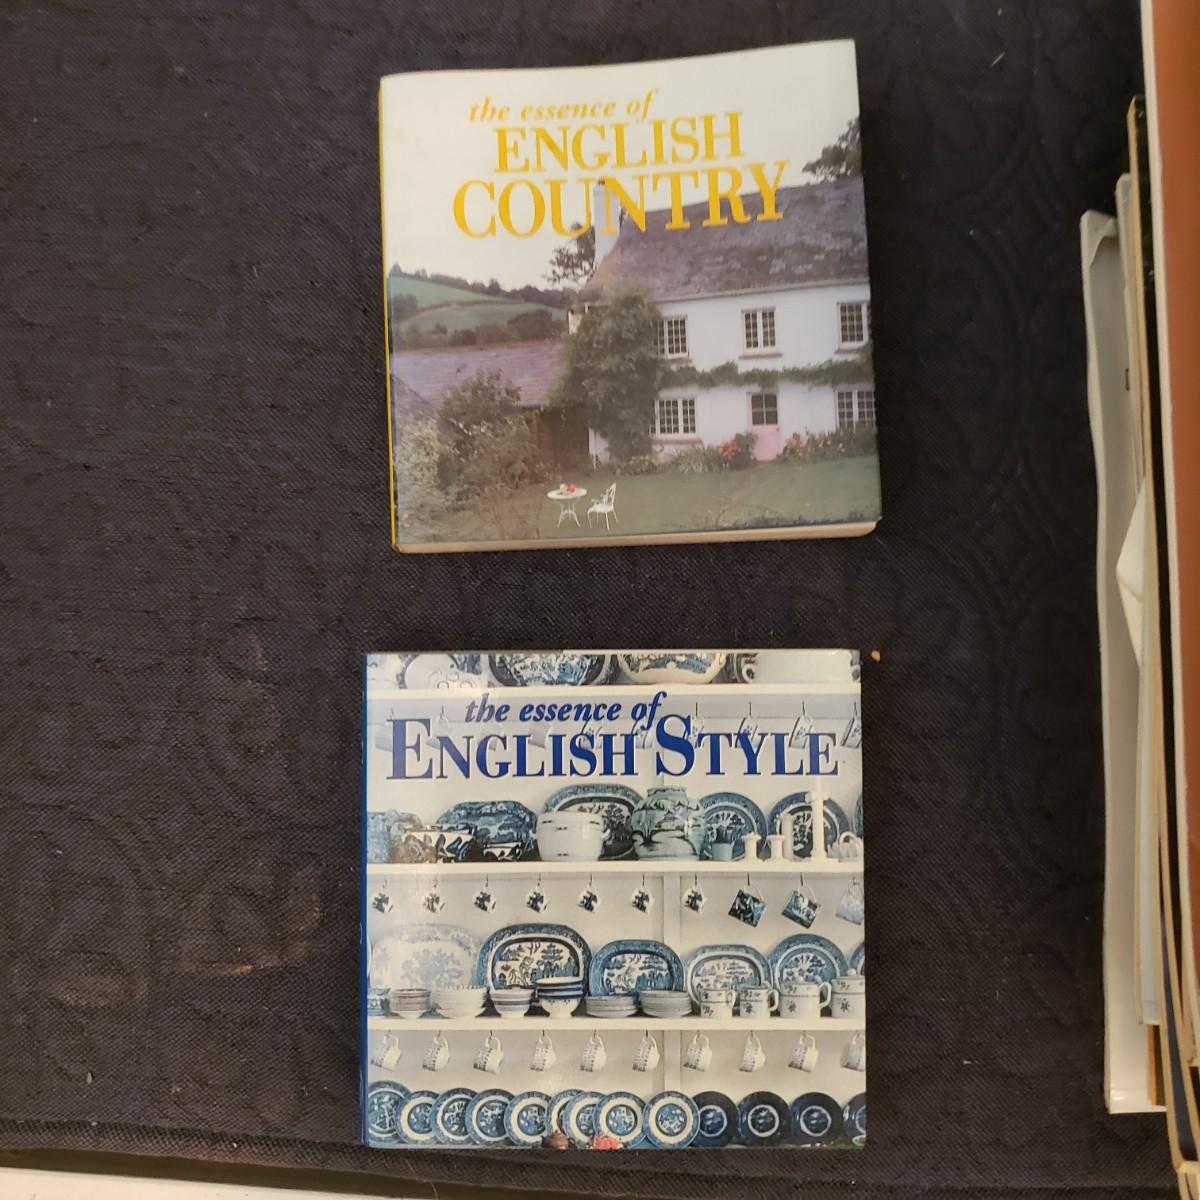 the essence of
ENGLISH
COUNTRY
the essence of
ENGLISH STYLE